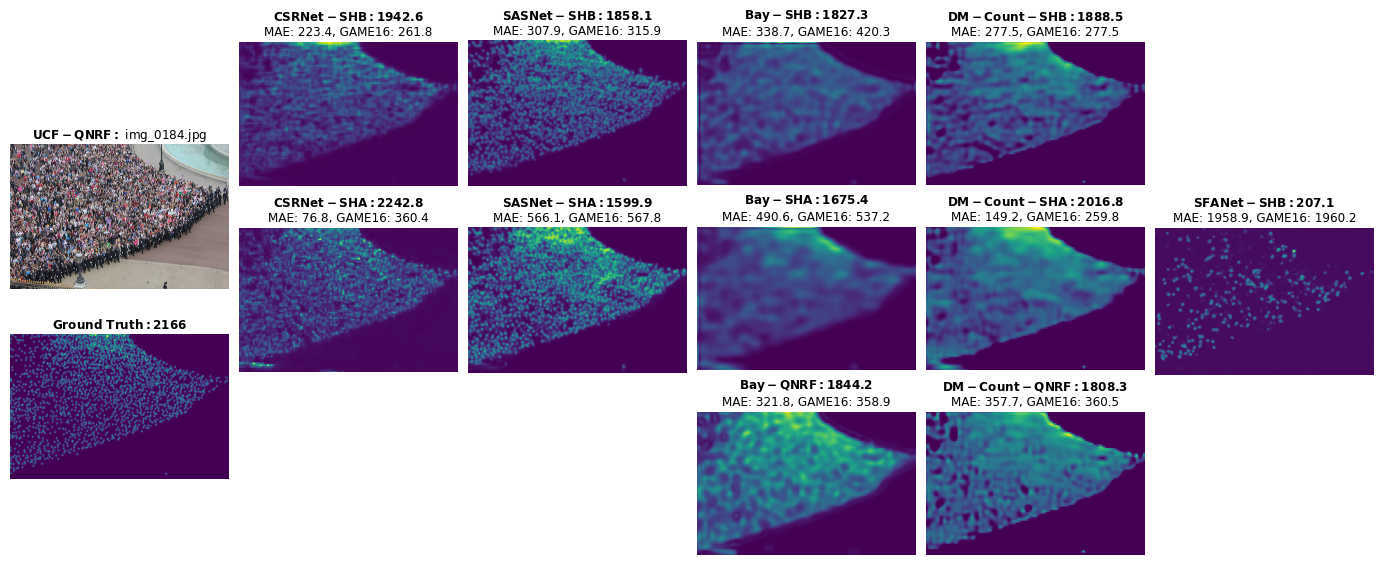 UCF − QNRF: img_0184.jpg
Ground Truth: 2166
CSRNet − SHB: 1942.6
MAE: 223.4, GAME16: 261.8
SASNet − SHB: 1858.1
MAE: 307.9, GAME16: 315.9
Bay − SHB: 1827.3
MAE: 338.7, GAME16: 420.3
DM − Count − SHB: 1888.5
MAE: 277.5, GAME16: 277.5
CSRNet − SHA: 2242.8
MAE: 76.8, GAME16: 360.4
SASNet − SHA: 1599.9
MAE: 566.1, GAME16: 567.8
Bay − SHA: 1675.4
MAE: 490.6, GAME16: 537.2
DM − Count − SHA: 2016.8
MAE: 149.2, GAME16: 259.8
SFANet − SHB: 207.1
MAE: 1958.9, GAME16: 1960.2
Bay − QNRF: 1844.2
MAE: 321.8, GAME16: 358.9
DM − Count − QNRF: 1808.3
MAE: 357.7, GAME16: 360.5